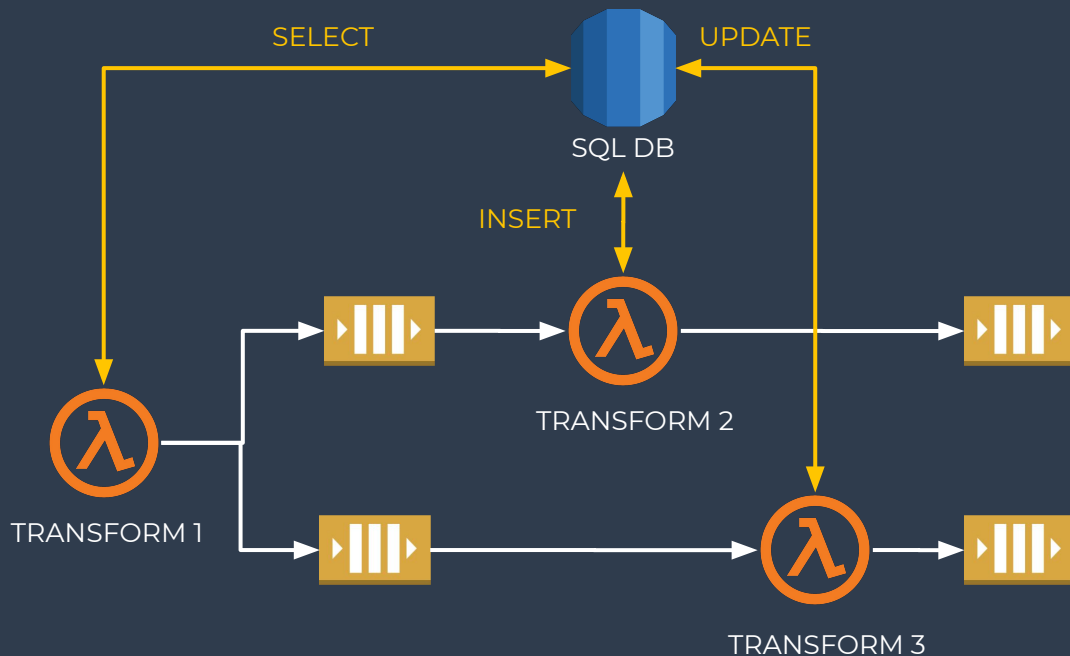 SELECT
UPDATE
SQL DB
INSERT
TRANSFORM 2
TRANSFORM 1
TRANSFORM 3